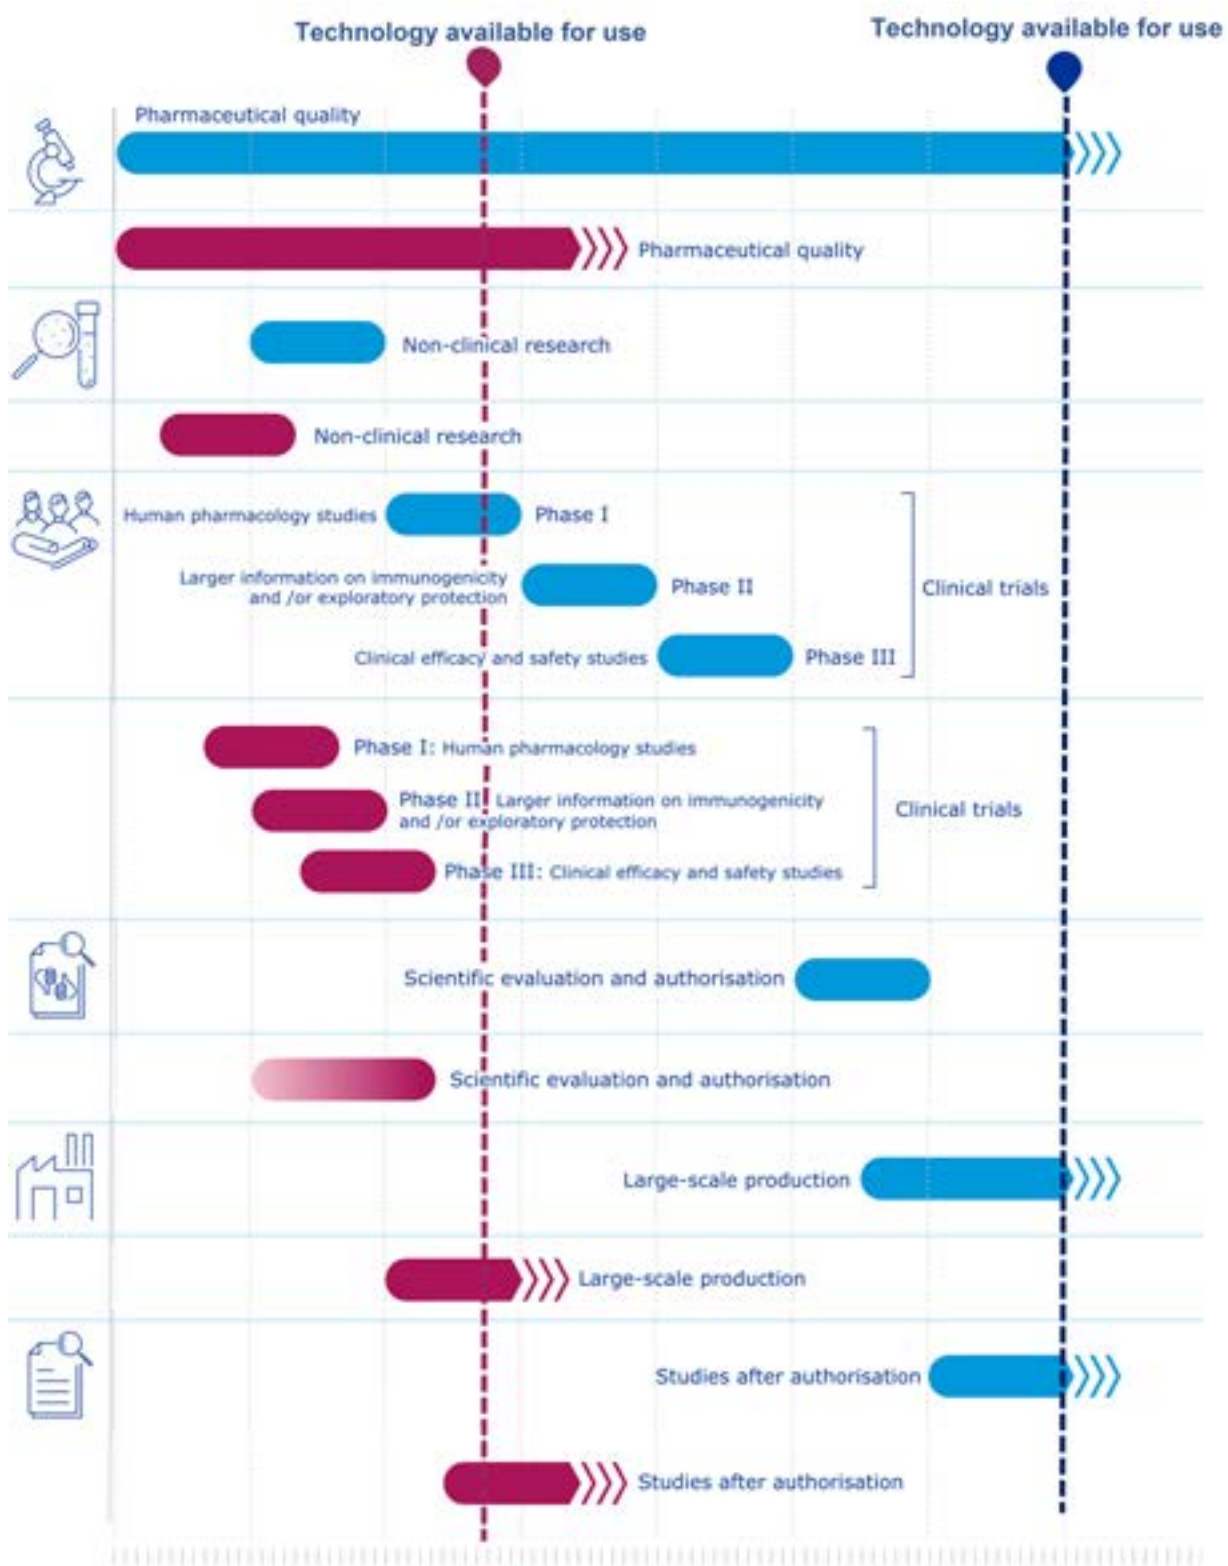 Technology available for use
Technology available for use
Pharmaceutical quality
Pharmaceutical quality
Non-clinical research
Non-clinical research
Human pharmacology studies
Phase I
Larger information on immunogenicity
and /or exploratory protection
Phase II
Clinical trials
Clinical efficacy and safety studies
Phase III
Phase I: Human pharmacology studies
Phase II: Larger information on immunogenicity
and /or exploratory protection
Clinical trials
Phase III: Clinical efficacy and safety studies
Scientific evaluation and authorisation
Scientific evaluation and authorisation
Large-scale production
Large-scale production
Studies after authorisation
Studies after authorisation